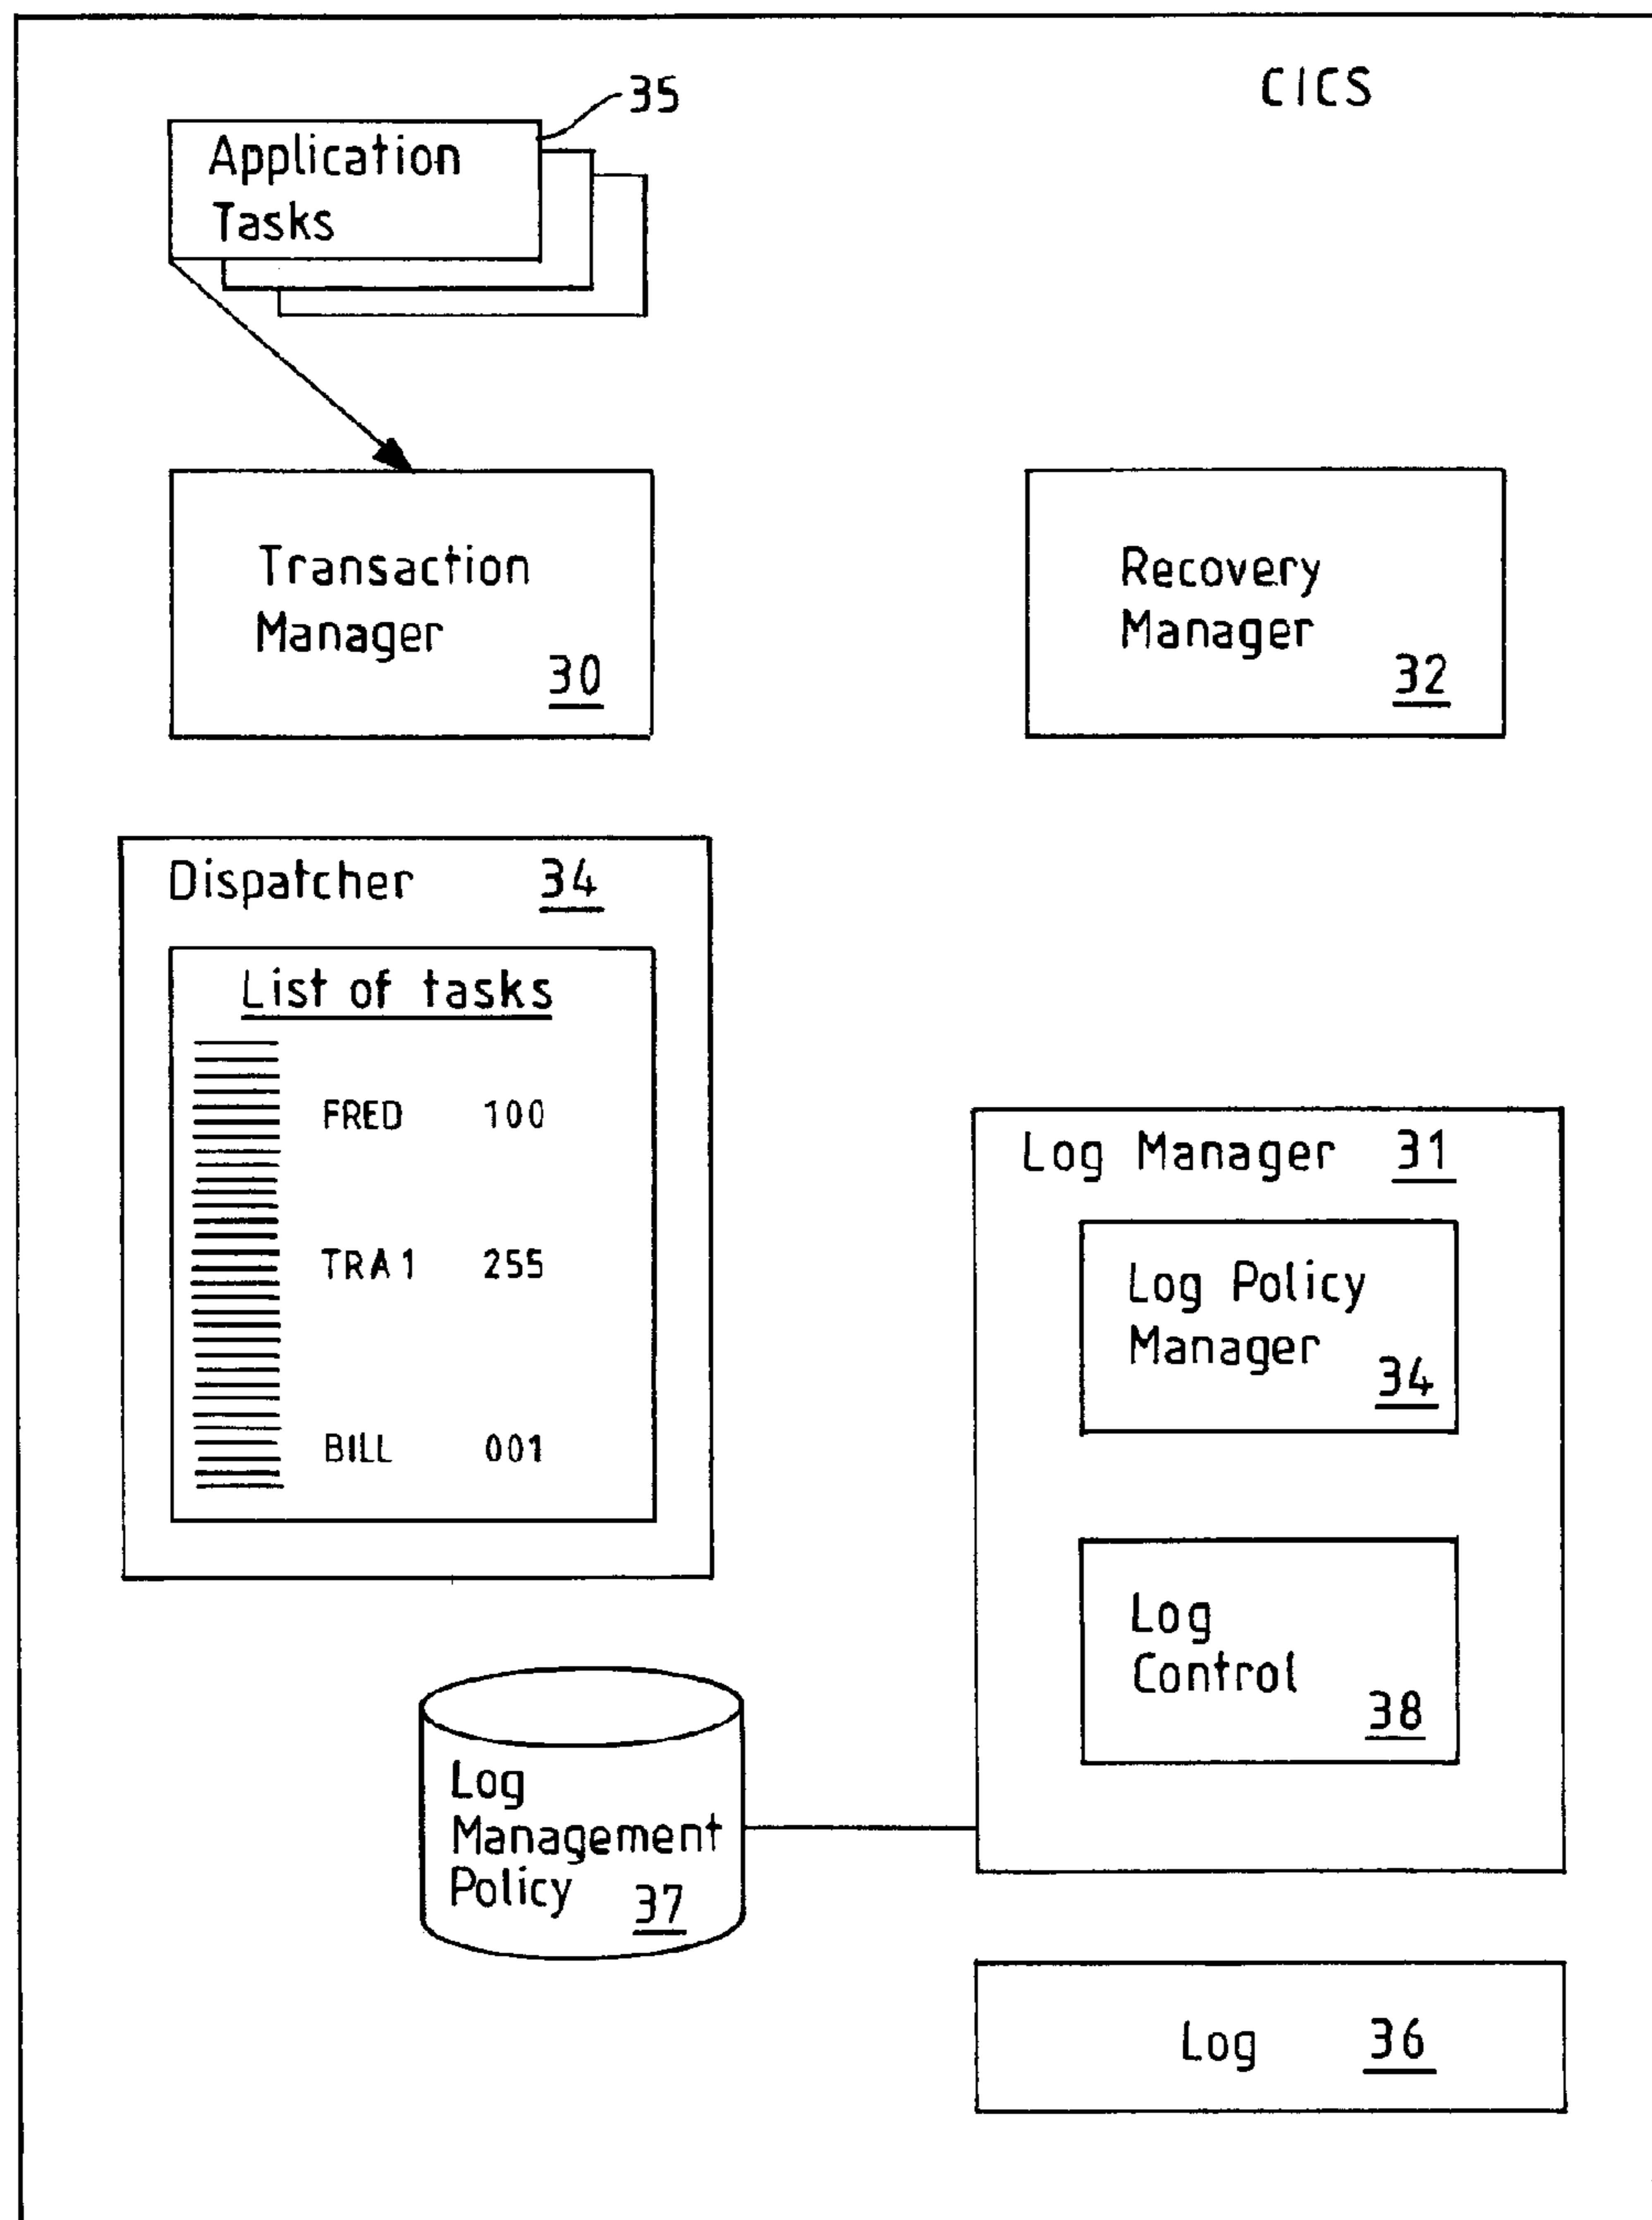 CICS
35
Application
Tasks
Transaction
Manager
30
Recovery
Manager
32
Dispatcher 34
List of tasks
FRED 100
TRA1 255
BILL 001
Log Manager 31
Log Policy
Manager
34
Log
Control
38
Log
Management
Policy
37
Log 36